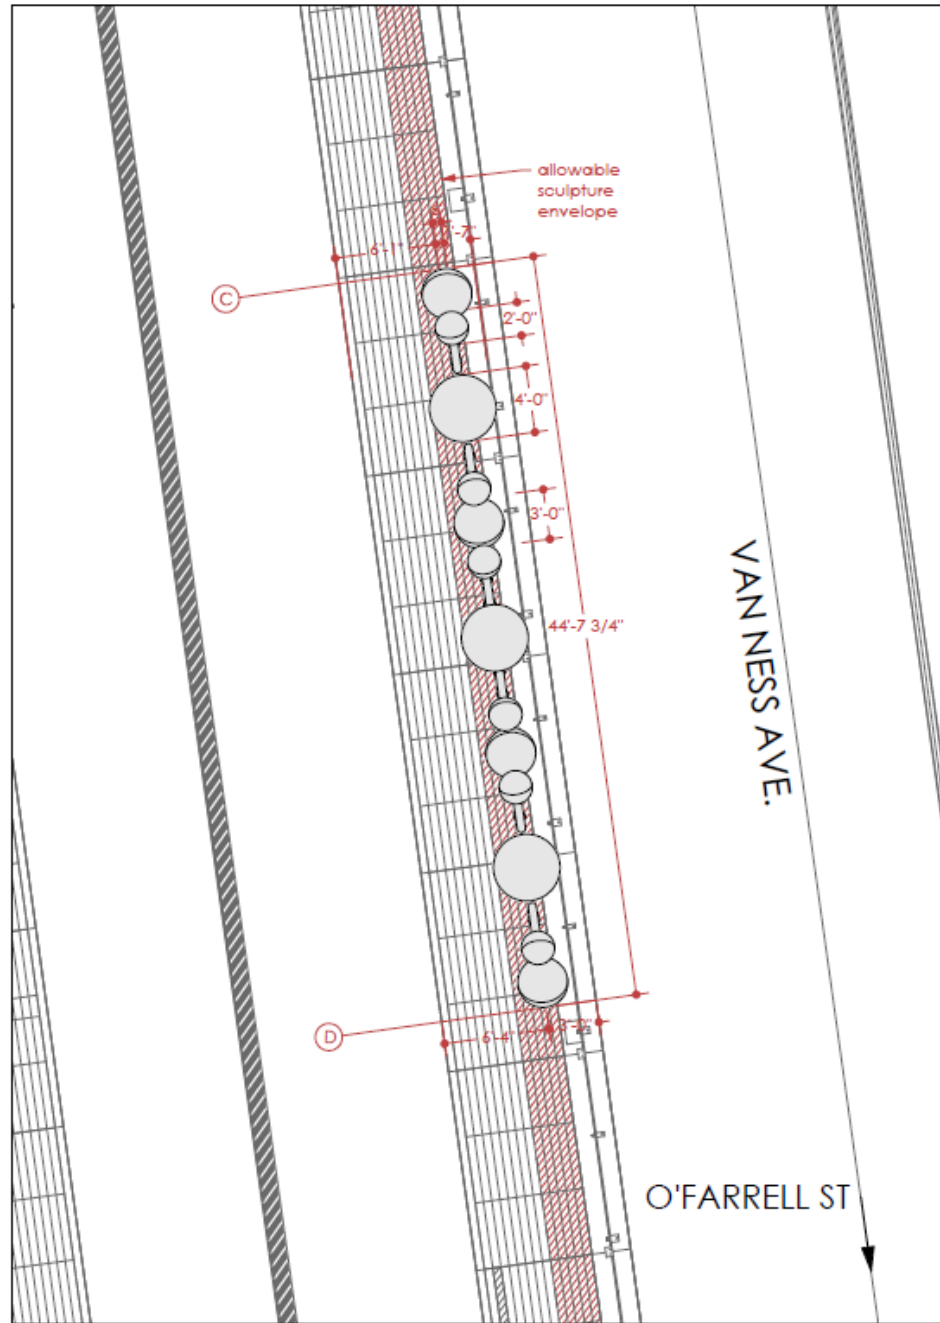 allowable
sculpture
envelope
6'-1"
C
2'-0"
4'-0"
3'-0"
44'-7 3/4"
VAN NESS AVE.
D
6'-4"
O'FARRELL ST